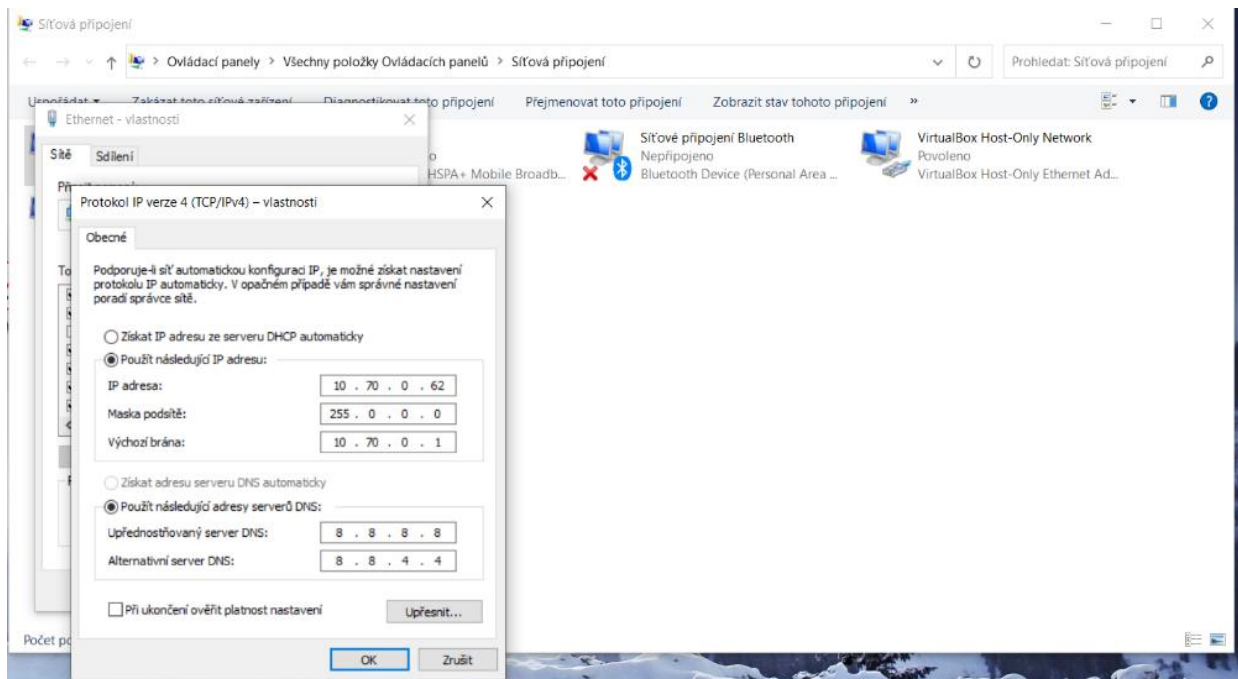 Síťová připojení
Ovládací panely > Všechny položky Ovládacích panelů > Síťová připojení
Prohledat: Síťová připojení
Uspořádat Zakázat toto síťové zařízení Diagnostikovat toto připojení Přejmenovat toto připojení Zobrazit stav tohoto připojení »
Síťové připojení Bluetooth
Nepřipojeno
Bluetooth Device (Personal Area ...
VirtualBox Host-Only Network
Povoleno
VirtualBox Host-Only Ethernet Ad...
HSPA+ Mobile Broadb...
Ethernet - vlastnosti
Sítě Sdílení
Protokol IP verze 4 (TCP/IPv4) – vlastnosti
Obecné
Podporuje-li síť automatickou konfiguraci IP, je možné získat nastavení
protokolu IP automaticky. V opačném případě vám správné nastavení
poradí správce sítě.
Získat IP adresu ze serveru DHCP automaticky
Použít následující IP adresu:
IP adresa: 10 . 70 . 0 . 62
Maska podsítě: 255 . 0 . 0 . 0
Výchozí brána: 10 . 70 . 0 . 1
Získat adresu serveru DNS automaticky
Použít následující adresy serverů DNS:
Upřednostňovaný server DNS: 8 . 8 . 8 . 8
Alternativní server DNS: 8 . 8 . 4 . 4
Při ukončení ověřit platnost nastavení
Upřesnit...
OK Zrušit
Počet